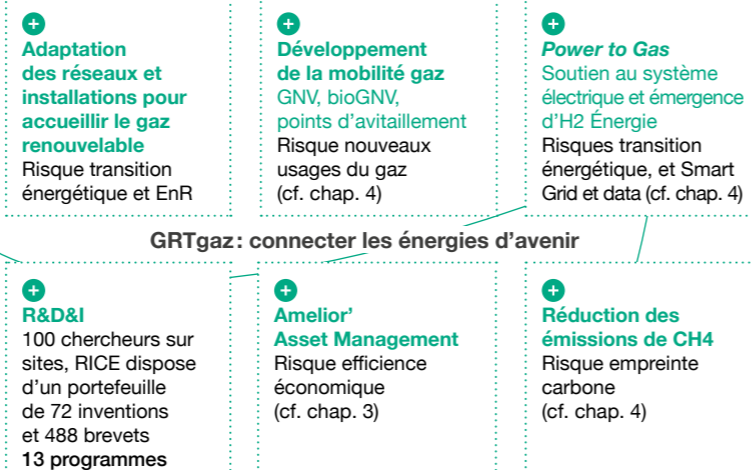 Adaptation
des réseaux et
installations pour
accueillir le gaz
renouvelable
Risque transition
énergétique et EnR
Développement
de la mobilité gaz
GNV, bioGNV,
points d’avitaillement
Risque nouveaux
usages du gaz
(cf. chap. 4)
Power to Gas
Soutien au système
électrique et émergence
d’H2 Énergie
Risques transition
énergétique, et Smart
Grid et data (cf. chap. 4)
GRTgaz : connecter les énergies d’avenir
R&D&I
100 chercheurs sur
sites, RICE dispose
d’un portefeuille
de 72 inventions
et 488 brevets
13 programmes
Amelior’
Asset Management
Risque efficience
économique
(cf. chap. 3)
Réduction des
émissions de CH4
Risque empreinte
carbone
(cf. chap. 4)